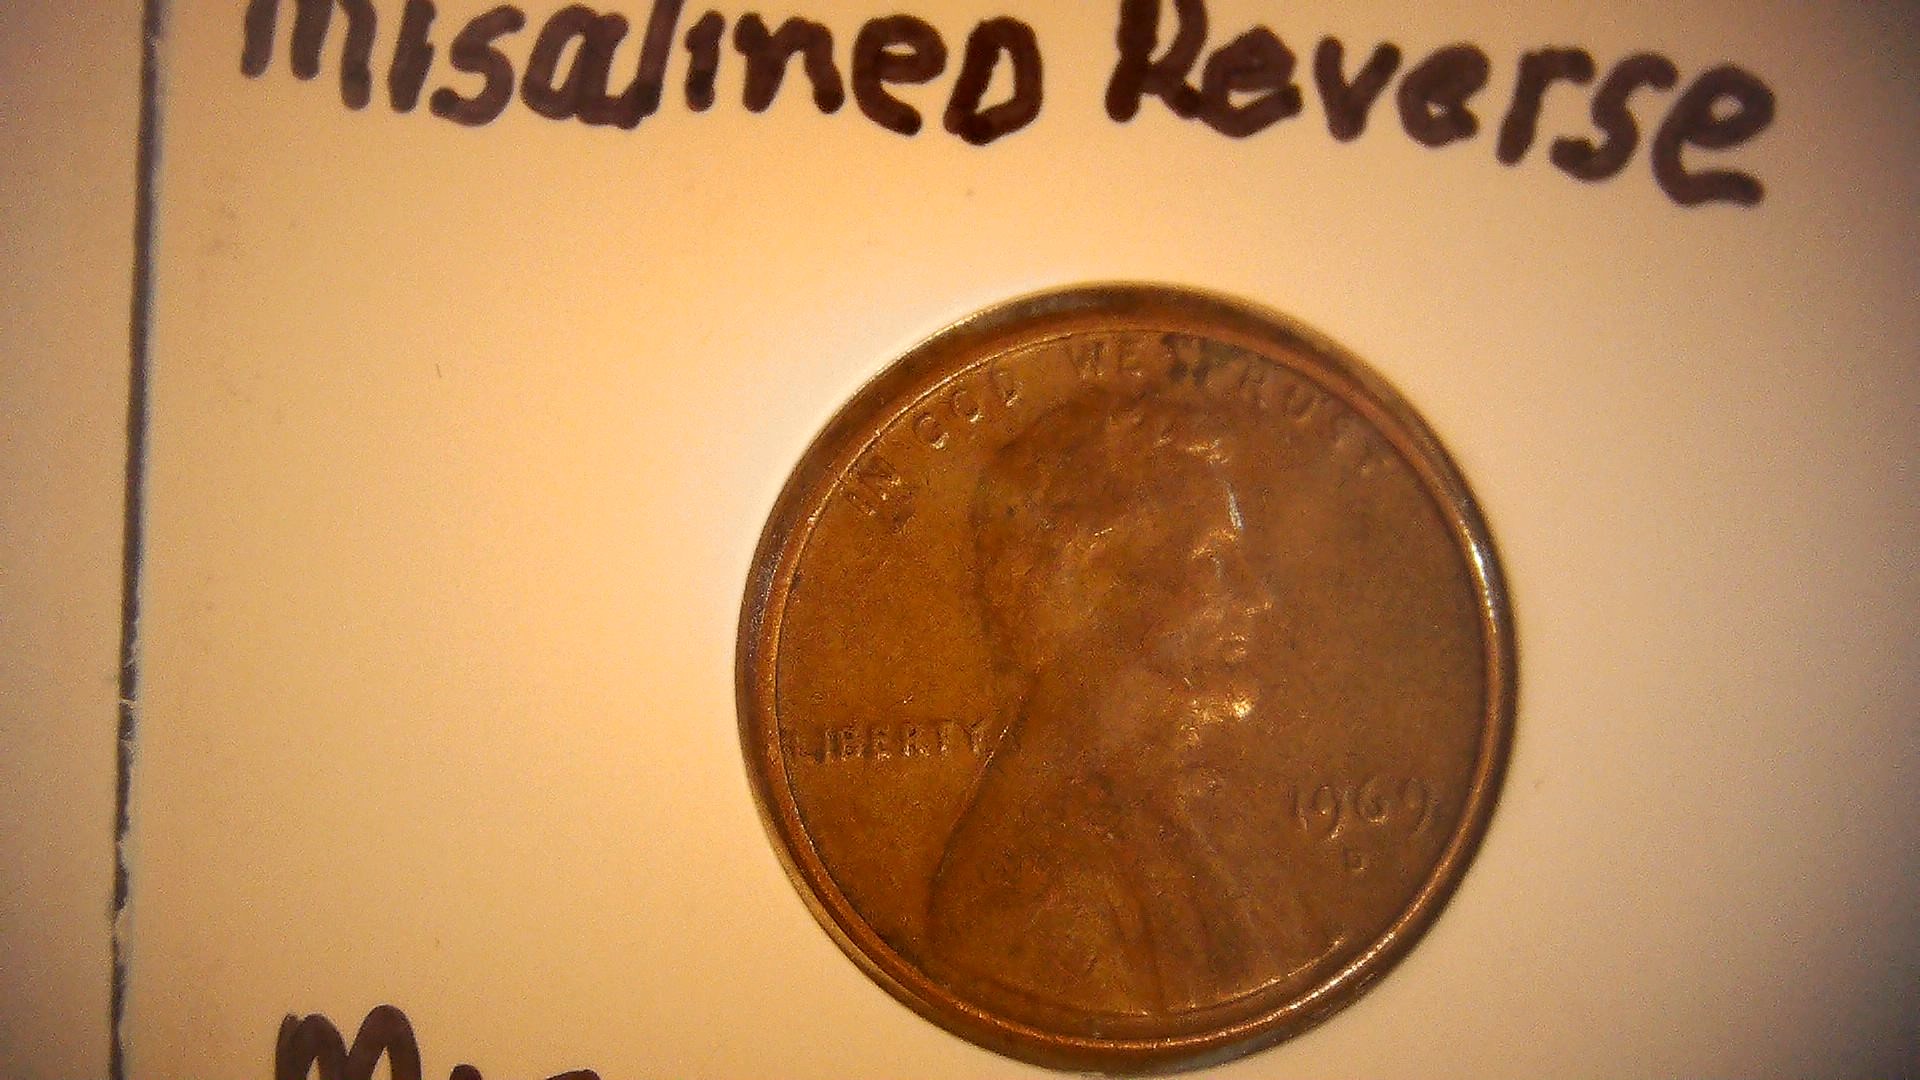 Misalined Reverse
IN GOD WE TRUST
LIBERTY
1969
D